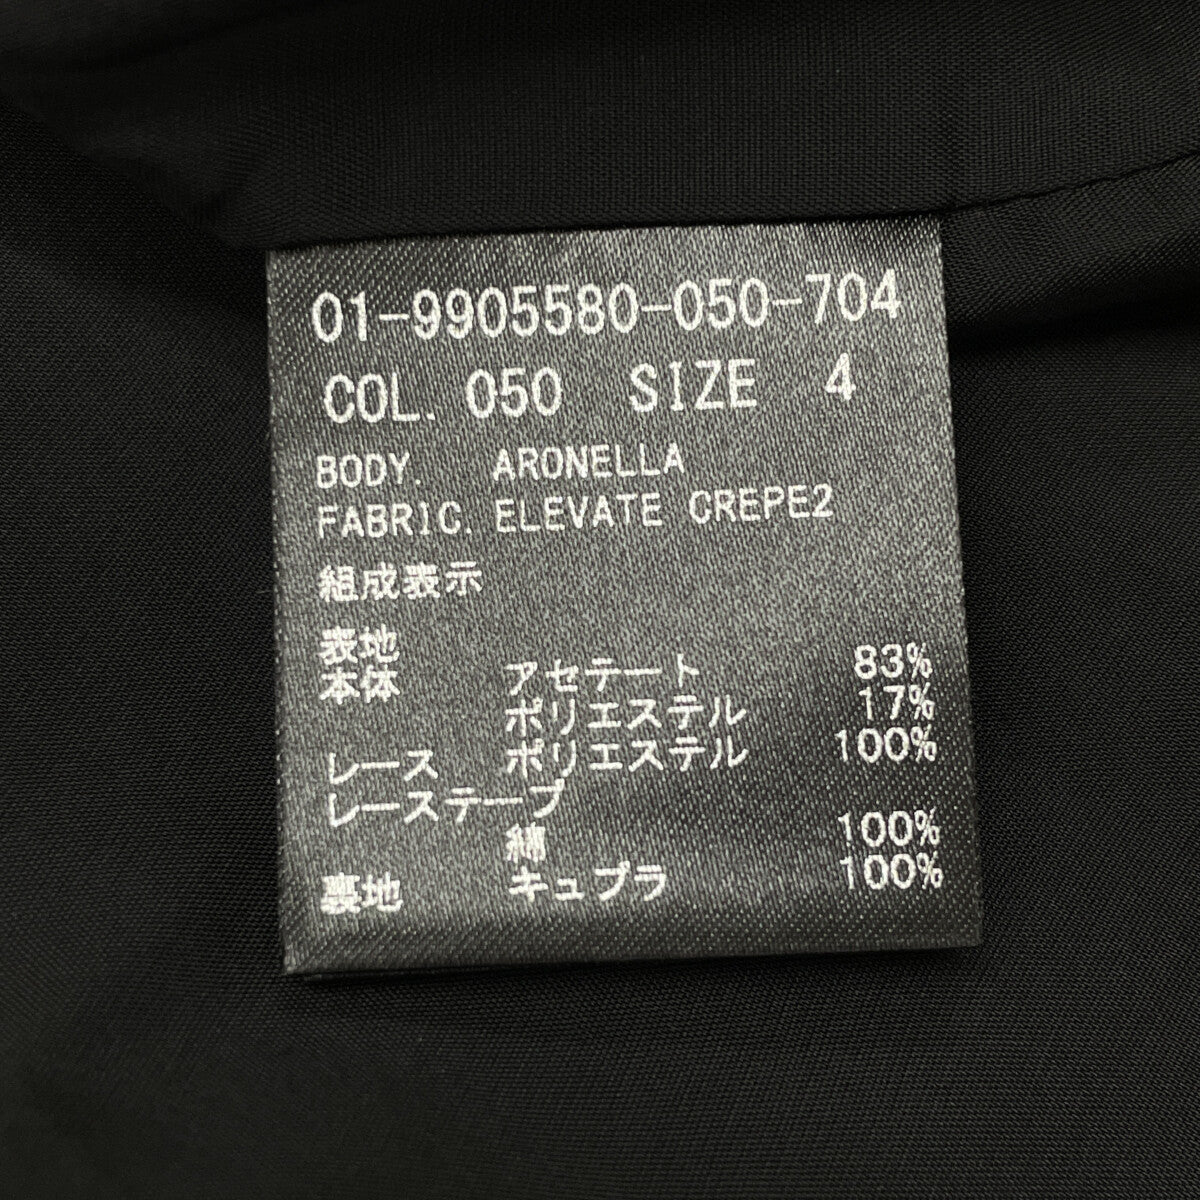 01-9905580-050-704
COL. 050 SIZE 4
BODY. ARONELLA
FABRIC. ELEVATE CREPE2
組成表示
表地
本体 アセテート 83%
ポリエステル 17%
レース ポリエステル 100%
レーステープ
綿 100%
裏地 キュプラ 100%